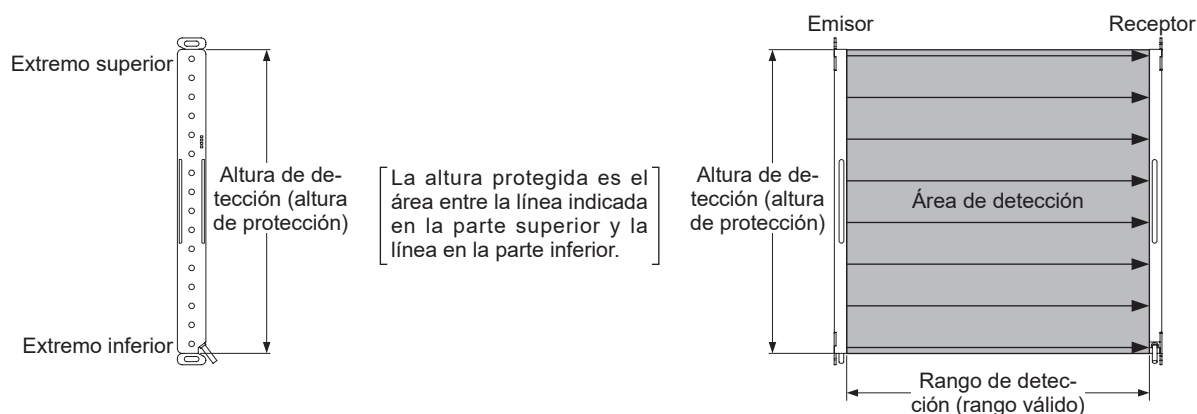 Extremo superior
Extremo inferior
Altura de de-
tección (altura
de protección)
La altura protegida es el
área entre la línea indicada
en la parte superior y la
línea en la parte inferior.
Emisor
Receptor
Altura de de-
tección (altura
de protección)
Área de detección
Rango de detec-
ción (rango válido)